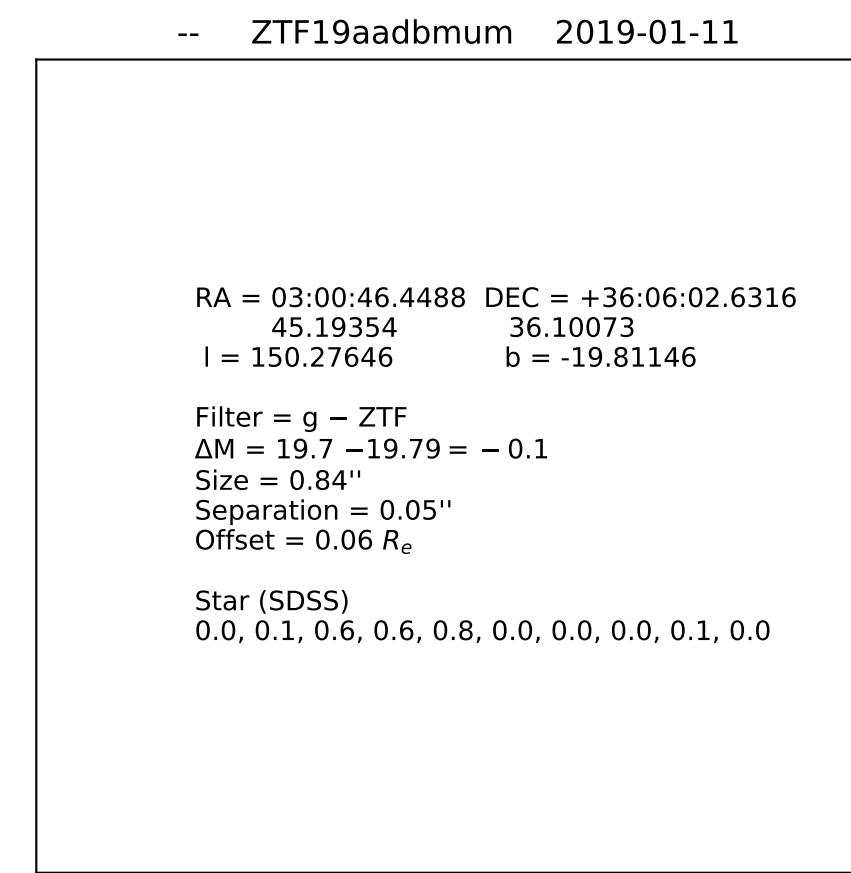 -- ZTF19aadbmum 2019-01-11
RA = 03:00:46.4488 DEC = +36:06:02.6316
45.19354 36.10073
l = 150.27646 b = -19.81146
Filter = g − ZTF
ΔM = 19.7 −19.79 = − 0.1
Size = 0.84''
Separation = 0.05''
Offset = 0.06 Rₑ
Star (SDSS)
0.0, 0.1, 0.6, 0.6, 0.8, 0.0, 0.0, 0.0, 0.1, 0.0